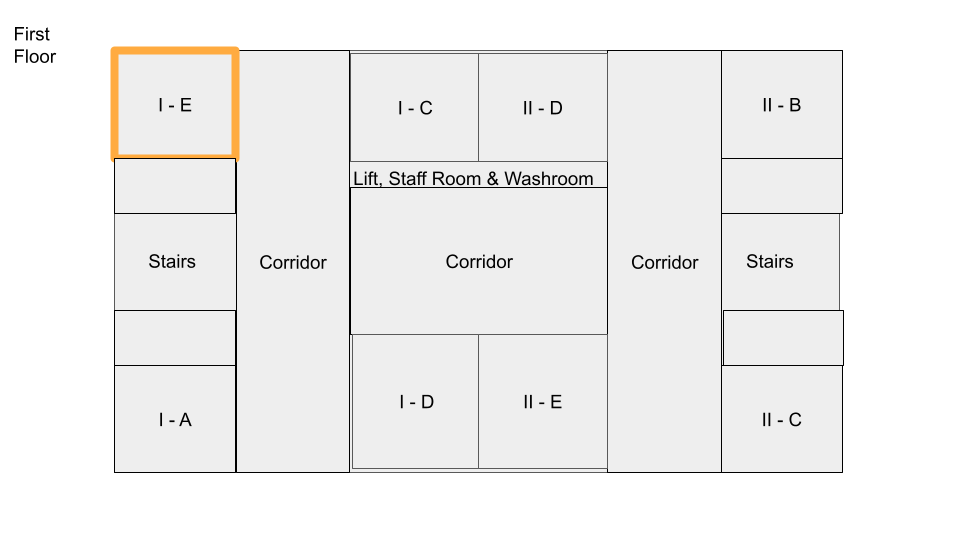 First
Floor
I - E
I - C
II - D
II - B
Lift, Staff Room & Washroom
Stairs
Corridor
Corridor
Corridor
Stairs
I - D
II - E
I - A
II - C